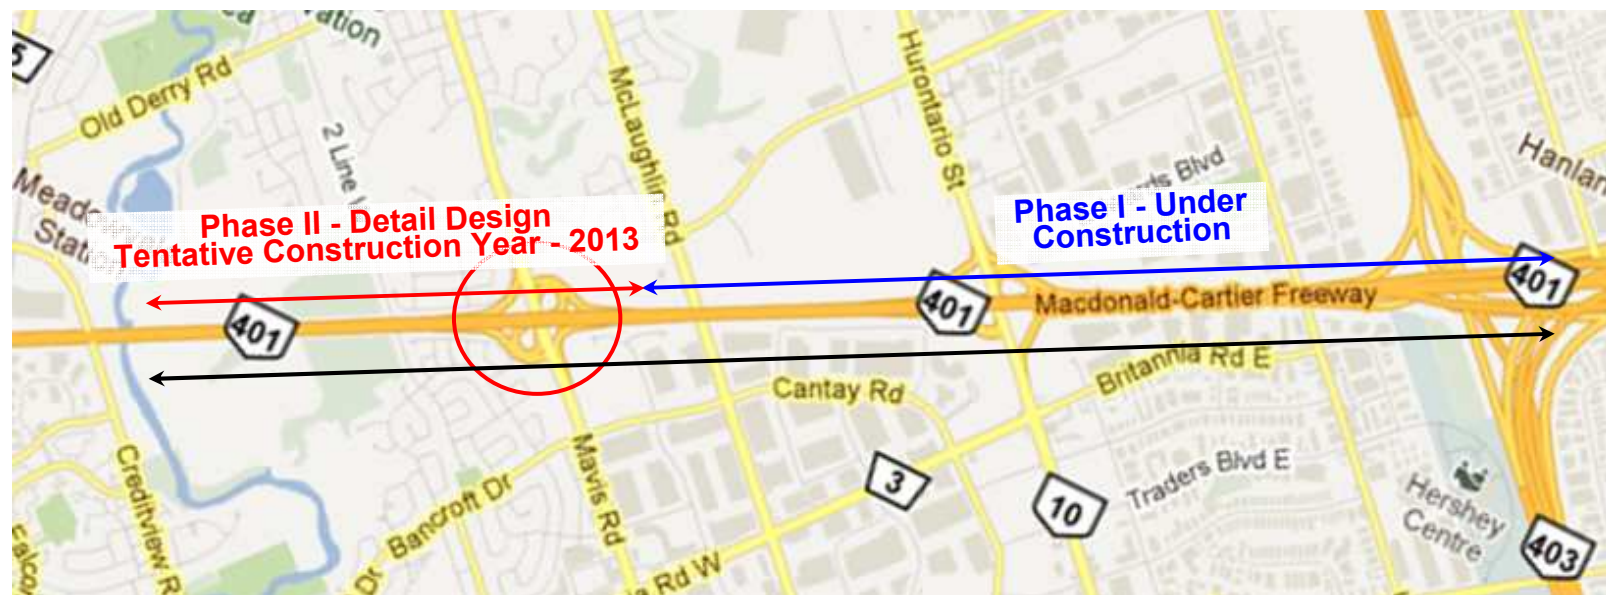 5
vation
Old Derry Rd
2 Line
McLaughlin Rd
Hurontario St
Blvd
Hanlan
Phase II - Detail Design
Tentative Construction Year - 2013
Phase I - Under
Construction
401
401
Macdonald-Cartier Freeway
401
Cantay Rd
Britannia Rd E
Creditview R
Bancroft Dr
Mavis Rd
3
10
Traders Blvd E
Hershey
Centre
403
Dr
Rd W